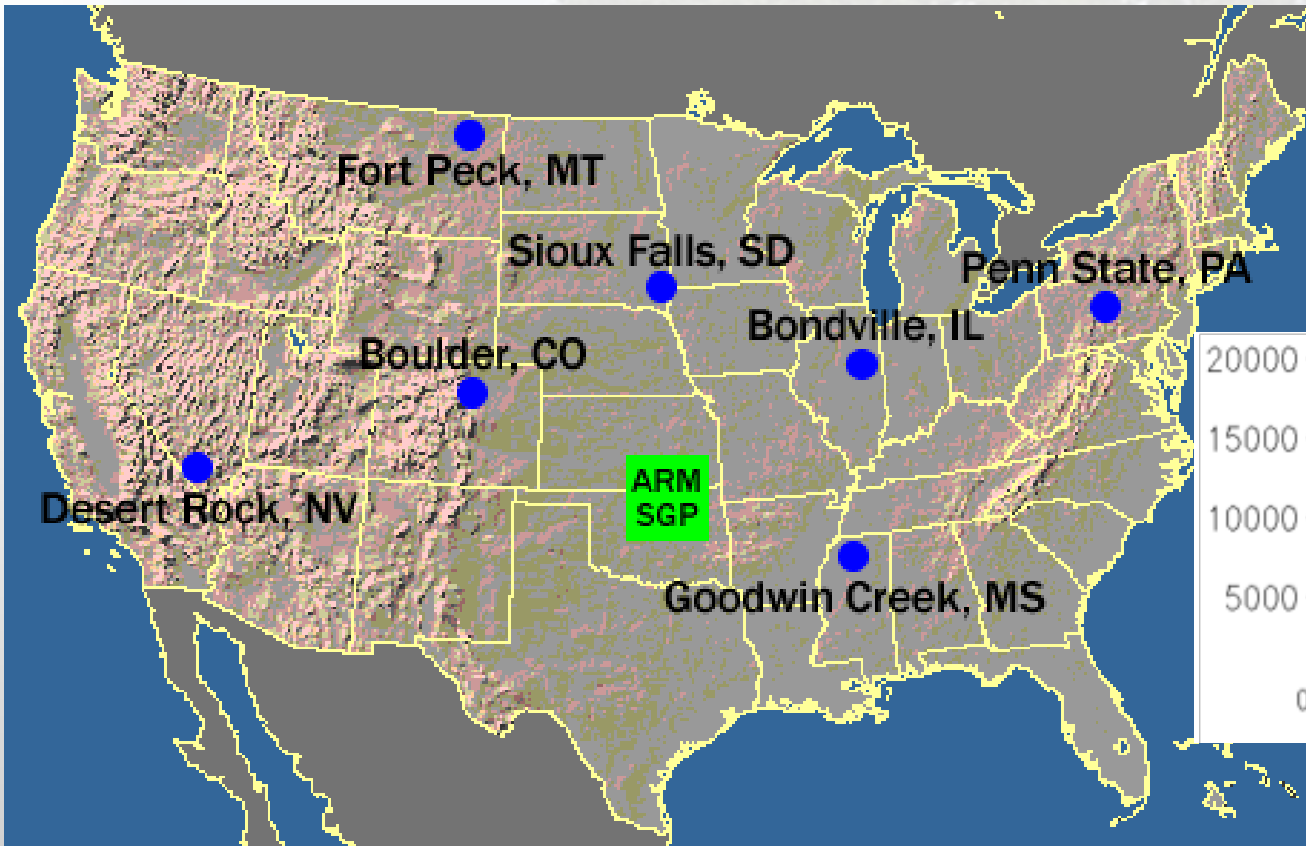 Fort Peck, MT
Sioux Falls, SD
Penn State, PA
Bondville, IL
Boulder, CO
20000
15000
ARM
SGP
Desert Rock, NV
10000
Goodwin Creek, MS
5000
0